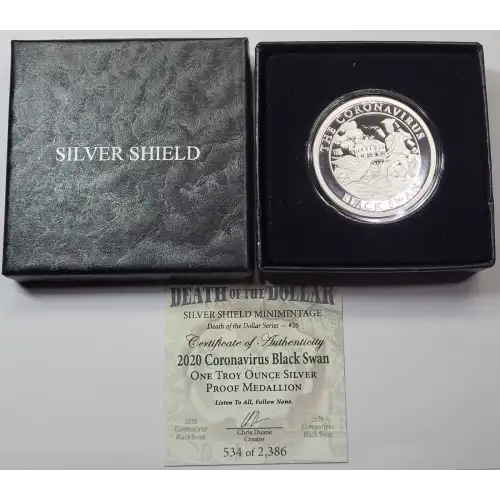 SILVER SHIELD
THE CORONAVIRUS
BLACK SWAN
DEATH OF THE DOLLAR
SILVER SHIELD MINIMINTAGE
Death of the Dollar Series — #26
Certificate of Authenticity
2020 Coronavirus Black Swan
ONE TROY OUNCE SILVER
PROOF MEDALLION
Listen To All, Follow None.
2020
Coronavirus
Black Swan
Chris Duane
Creator
2020
Coronavirus
Black Swan
534 of 2,386